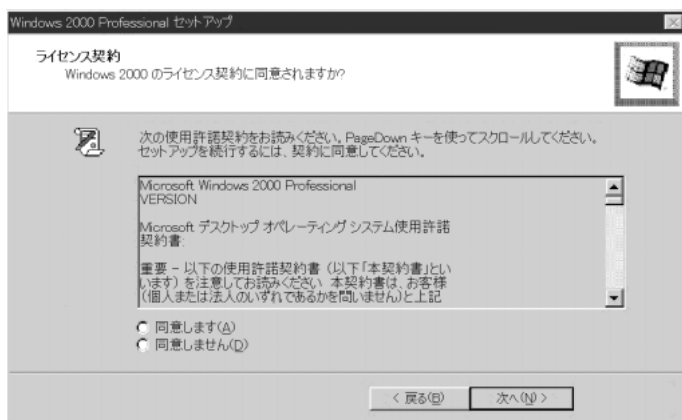 Windows 2000 Professional セットアップ
ライセンス契約
Windows 2000 のライセンス契約に同意されますか?
次の使用許諾契約をお読みください。PageDown キーを使ってスクロールしてください。
セットアップを続行するには、契約に同意してください。
Microsoft Windows 2000 Professional
VERSION
Microsoft デスクトップ オペレーティング システム使用許諾
契約書:
重要 - 以下の使用許諾契約書 (以下「本契約書」とい
います) を注意してお読みください 本契約書は、お客様
(個人または法人のいずれであるかを問いません)と上記
同意します(A)
同意しません(D)
< 戻る(B)
次へ(N) >